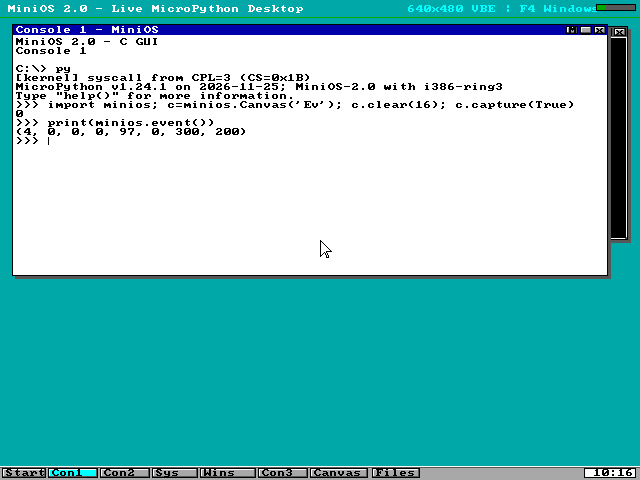 MiniOS 2.0 - Live MicroPython Desktop
640x480 VBE | F4 Windows
Console 1 - MiniOS
M
MiniOS 2.0 - C GUI
Console 1
C:\> py
[kernel] syscall from CPL=3 (CS=0x1B)
MicroPython v1.24.1 on 2026-11-25; MiniOS-2.0 with i386-ring3
Type "help()" for more information.
>>> import minios; c=minios.Canvas('Ev'); c.clear(16); c.capture(True)
0
>>> print(minios.event())
(4, 0, 0, 0, 97, 0, 300, 200)
>>>
Start Con1 Con2 Sys Wins Con3 Canvas Files 10:16